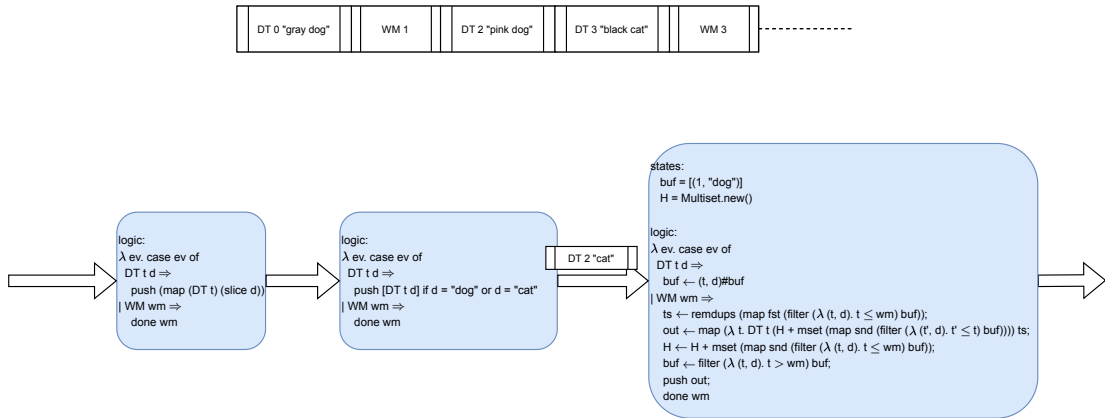 DT 0 "gray dog"
WM 1
DT 2 "pink dog"
DT 3 "black cat"
WM 3
logic:
λ ev. case ev of
DT t d ⇒
push (map (DT t) (slice d))
| WM wm ⇒
done wm
logic:
λ ev. case ev of
DT t d ⇒
push [DT t d] if d = "dog" or d = "cat"
| WM wm ⇒
done wm
DT 2 "cat"
states:
buf = [(1, "dog")]
H = Multiset.new()
logic:
λ ev. case ev of
DT t d ⇒
buf ← (t, d)#buf
| WM wm ⇒
ts ← remdups (map fst (filter (λ (t, d). t ≤ wm) buf));
out ← map (λ t. DT t (H + mset (map snd (filter (λ (t', d). t' ≤ t) buf)))) ts;
H ← H + mset (map snd (filter (λ (t, d). t ≤ wm) buf));
buf ← filter (λ (t, d). t > wm) buf;
push out;
done wm